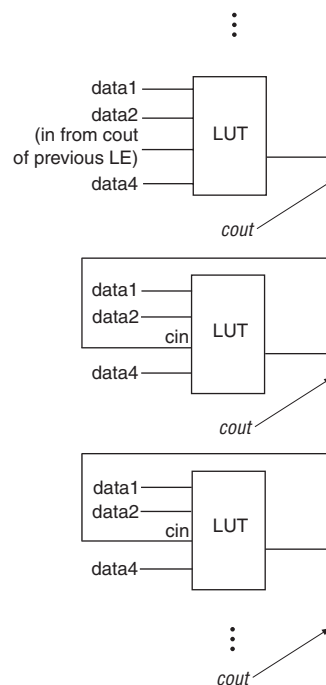 data1
data2
(in from cout
of previous LE)
data4
LUT
cout
data1
data2
cin
data4
LUT
cout
data1
data2
cin
data4
LUT
cout